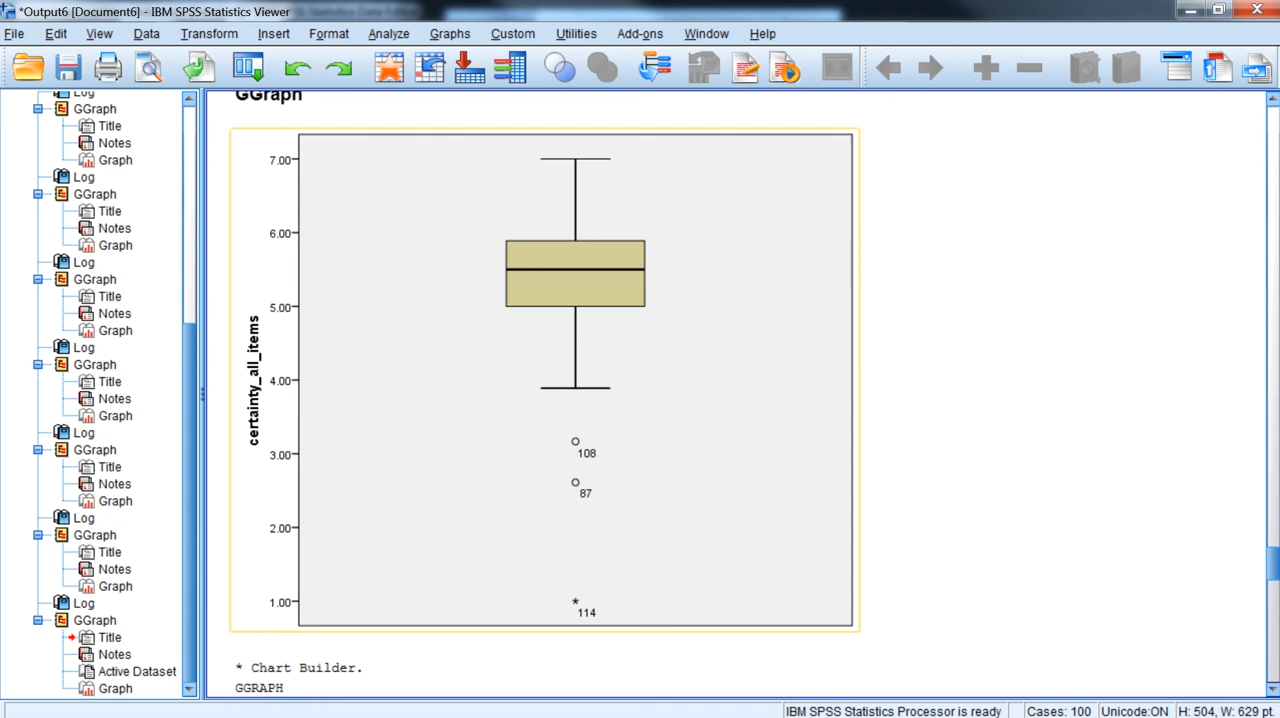 *Output6 [Document6] - IBM SPSS Statistics Viewer
File Edit View Data Transform Insert Format Analyze Graphs Custom Utilities Add-ons Window Help
Log
GGraph
Title
Notes
Graph
Log
GGraph
Title
Notes
Graph
Log
GGraph
Title
Notes
Graph
Log
GGraph
Title
Notes
Graph
Log
GGraph
Title
Notes
Graph
Log
GGraph
Title
Notes
Graph
Log
GGraph
Title
Notes
Active Dataset
Graph
GGraph
certainty_all_items
7.00
6.00
5.00
4.00
3.00
2.00
1.00
108
87
114
* Chart Builder.
GGRAPH
IBM SPSS Statistics Processor is ready Cases: 100 Unicode:ON H: 504, W: 629 pt.